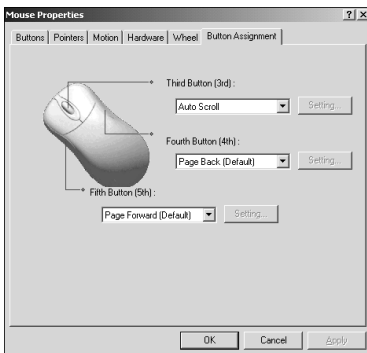 Mouse Properties
Buttons Pointers Motion Hardware Wheel Button Assignment
Third Button (3rd) :
Auto Scroll Setting...
Fourth Button (4th) :
Page Back (Default) Setting...
Fifth Button (5th) :
Page Forward (Default) Setting...
OK Cancel Apply